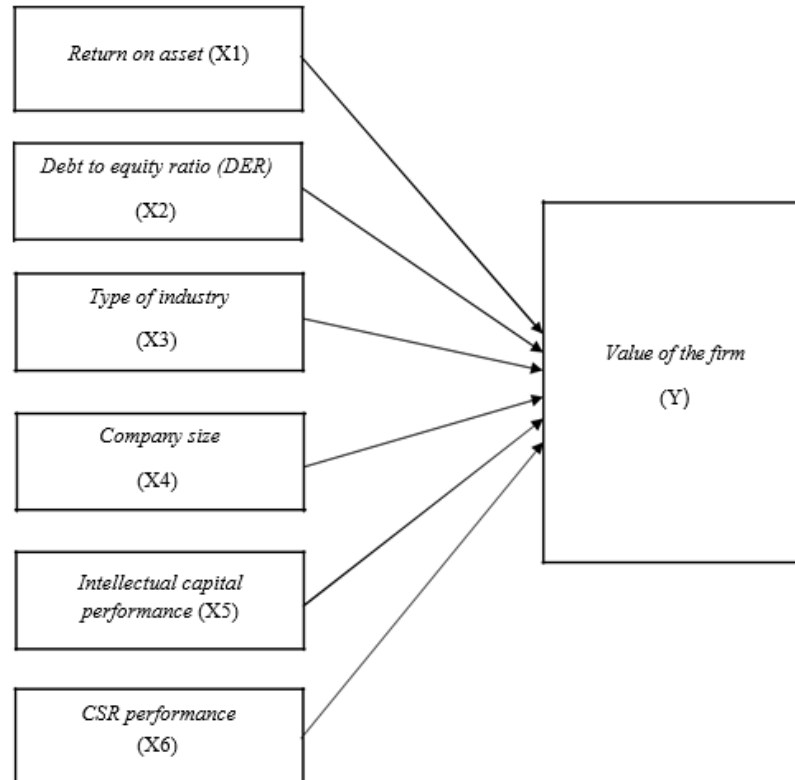 Return on asset (X1)
Debt to equity ratio (DER)
(X2)
Type of industry
(X3)
Company size
(X4)
Intellectual capital
performance (X5)
CSR performance
(X6)
Value of the firm
(Y)